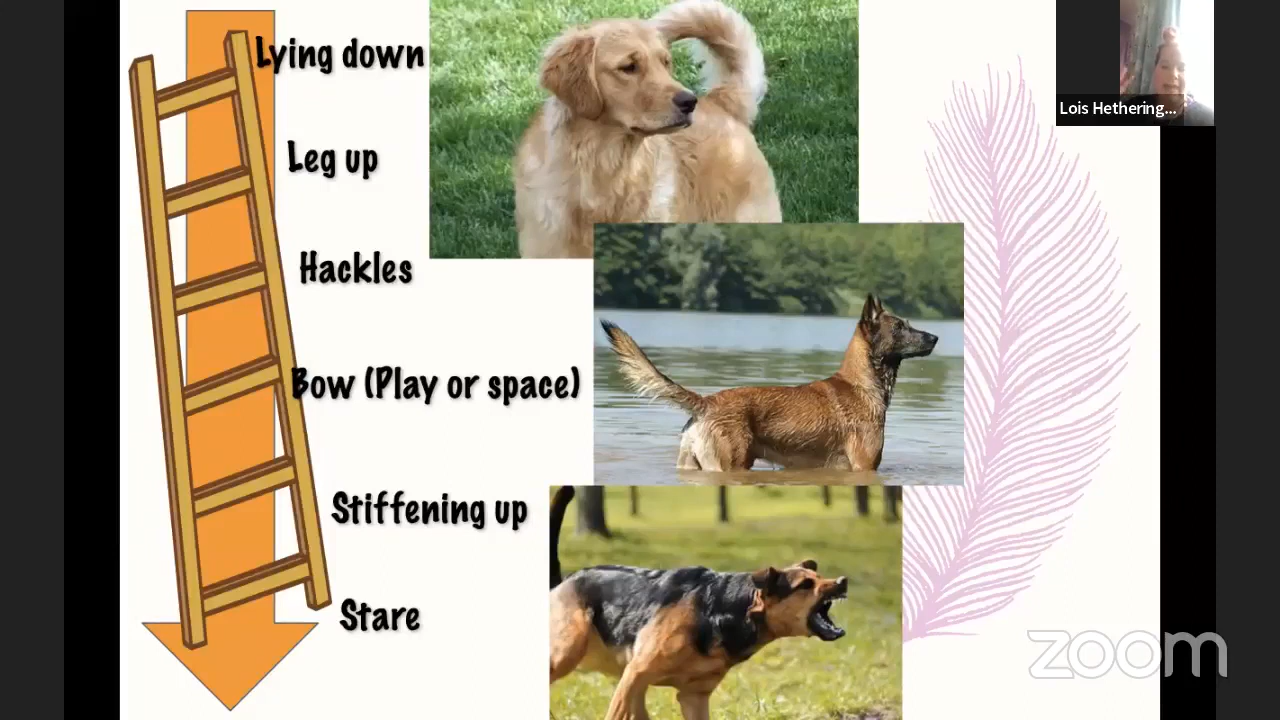 Lying down
Lois Hethering...
Leg up
Hackles
Bow (Play or space)
Stiffening up
Stare
zoom